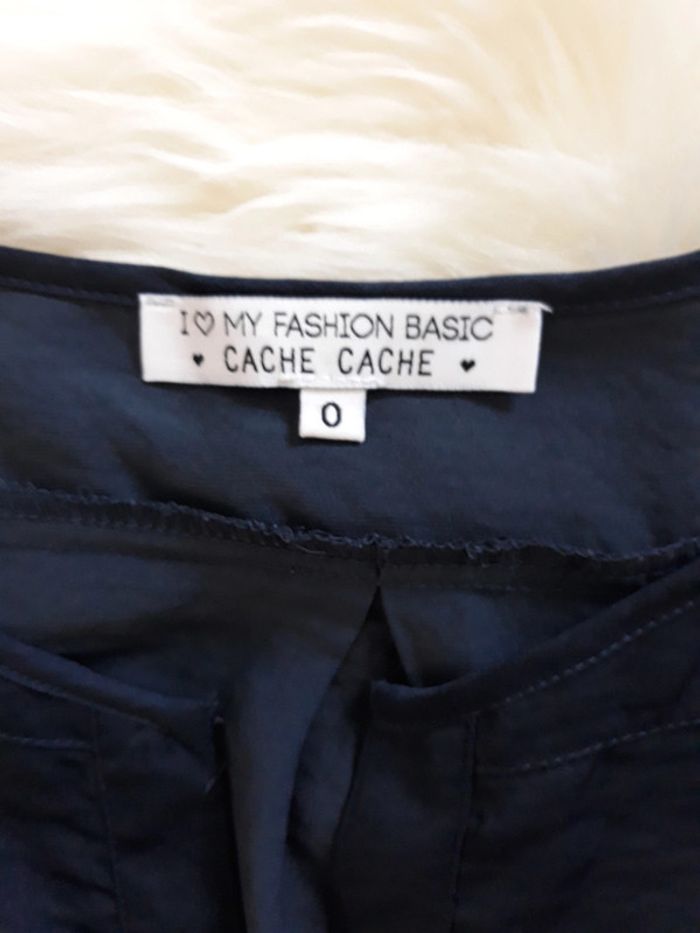 I ♡ MY FASHION BASIC
♥ CACHE CACHE ♥
0